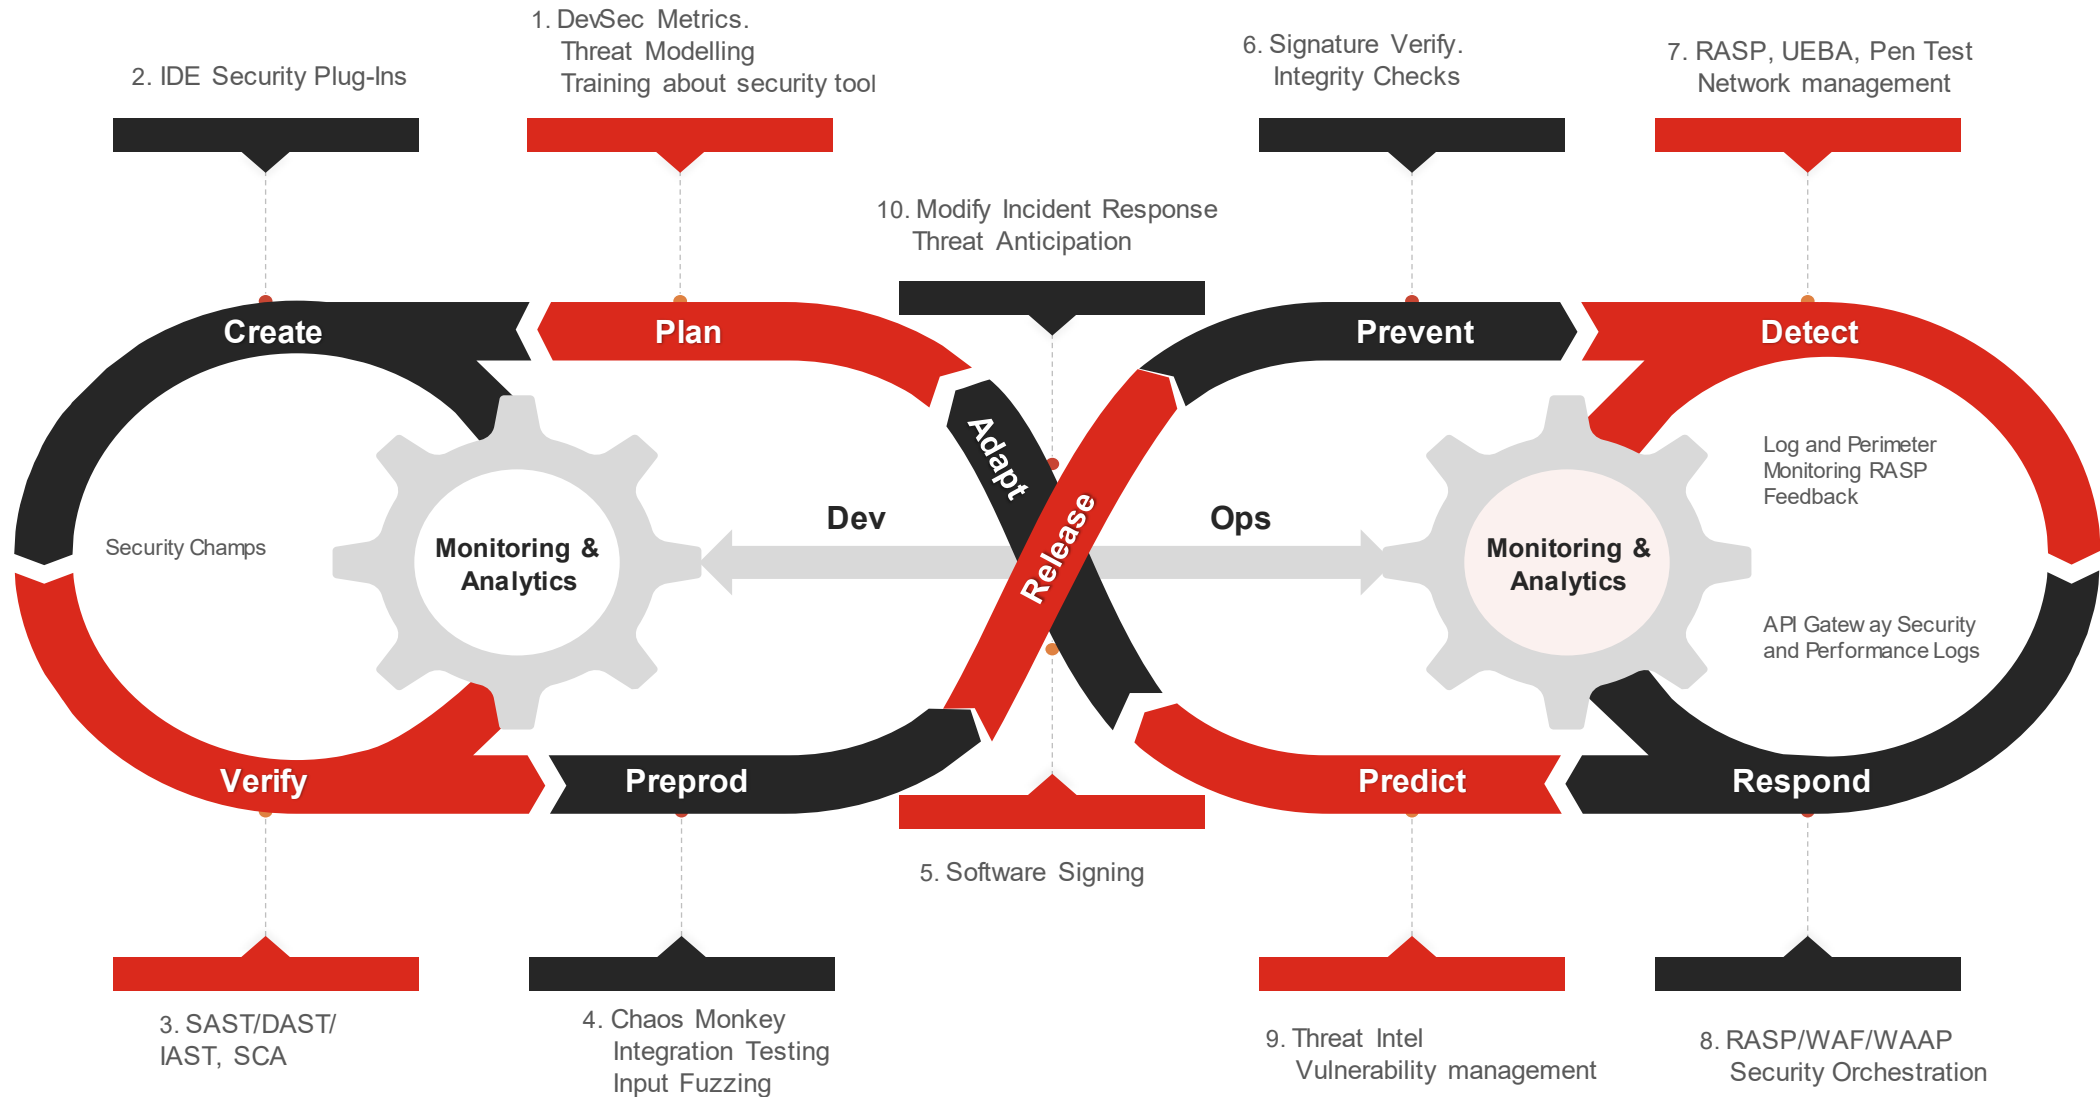 1. DevSec Metrics.
Threat Modelling
Training about security tool
2. IDE Security Plug-Ins
6. Signature Verify.
Integrity Checks
7. RASP, UEBA, Pen Test
Network management
10. Modify Incident Response
Threat Anticipation
Create
Plan
Prevent
Detect
Adapt
Release
Log and Perimeter
Monitoring RASP
Feedback
Dev
Ops
Security Champs
Monitoring &
Analytics
Monitoring &
Analytics
API Gateway Security
and Performance Logs
Verify
Preprod
Predict
Respond
5. Software Signing
3. SAST/DAST/
IAST, SCA
4. Chaos Monkey
Integration Testing
Input Fuzzing
9. Threat Intel
Vulnerability management
8. RASP/WAF/WAAP
Security Orchestration